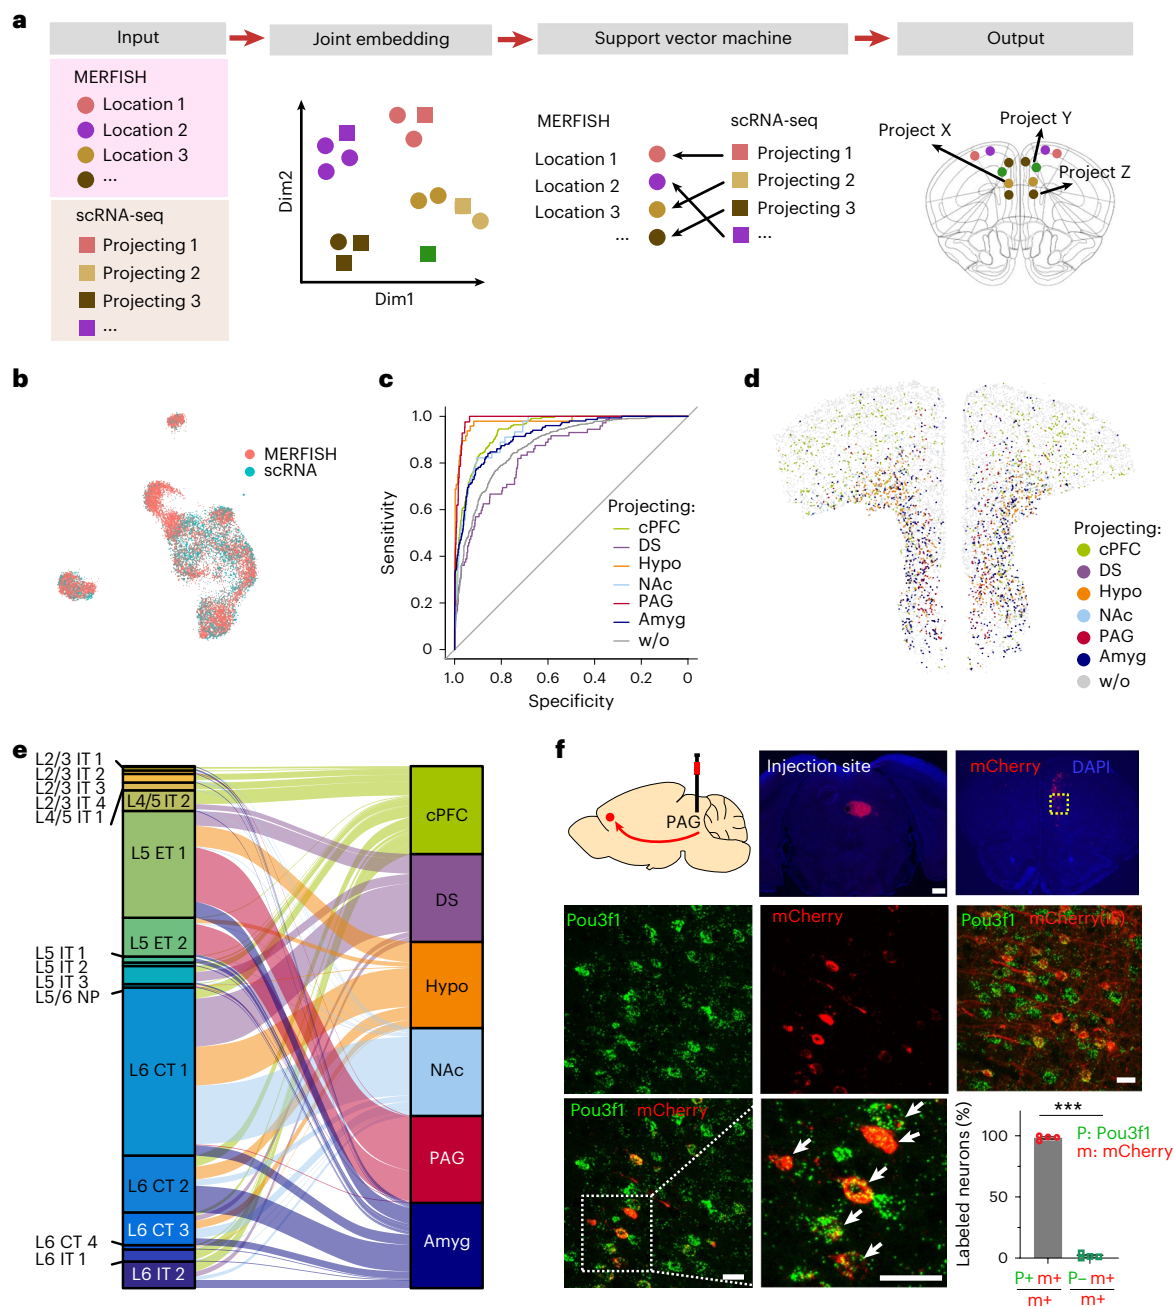 a
Input
Joint embedding
Support vector machine
Output
MERFISH
Location 1
Location 2
Location 3
...
scRNA-seq
Projecting 1
Projecting 2
Projecting 3
...
Dim2
Dim1
MERFISH
scRNA-seq
Location 1
Projecting 1
Location 2
Projecting 2
Location 3
Projecting 3
...
...
Project X
Project Y
Project Z
b
MERFISH
scRNA
c
1.0
0.8
0.6
0.4
0.2
0
Sensitivity
1.0 0.8 0.6 0.4 0.2 0
Specificity
Projecting:
cPFC
DS
Hypo
NAc
PAG
Amyg
w/o
d
Projecting:
cPFC
DS
Hypo
NAc
PAG
Amyg
w/o
e
L2/3 IT 1
L2/3 IT 2
L2/3 IT 3
L2/3 IT 4
L4/5 IT 1
L4/5 IT 2
L5 ET 1
L5 ET 2
L5 IT 1
L5 IT 2
L5 IT 3
L5/6 NP
L6 CT 1
L6 CT 2
L6 CT 3
L6 CT 4
L6 IT 1
L6 IT 2
cPFC
DS
Hypo
NAc
PAG
Amyg
f
PAG
Injection site
mCherry DAPI
Pou3f1
mCherry
Pou3f1 mCherry(IF)
Pou3f1 mCherry
Labeled neurons (%)
100
50
0
***
P: Pou3f1
m: mCherry
P+ m+
m+
P– m+
m+